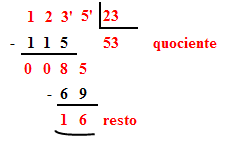 1 2 3' 5' 23
- 1 1 5 53 quociente
0 0 8 5
- 6 9
1 6 resto